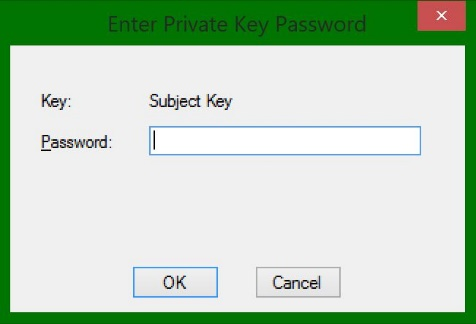 Enter Private Key Password
Key: Subject Key
Password:
OK Cancel